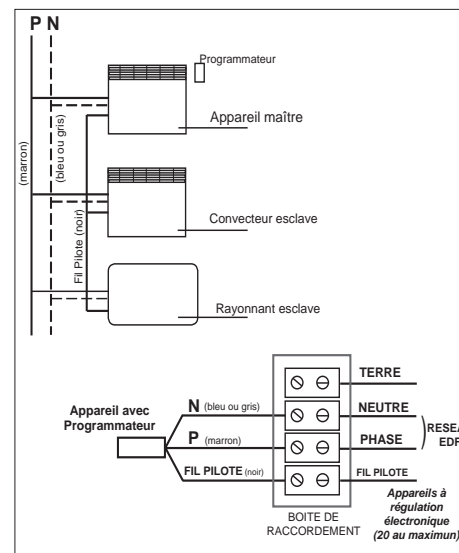 P N
Programmateur
Appareil maître
(marron)
(bleu ou gris)
Convecteur esclave
Fil Pilote (noir)
Rayonnant esclave
TERRE
N (bleu ou gris)
NEUTRE
Appareil avec
Programmateur
P (marron)
PHASE
RESEA
EDF
FIL PILOTE (noir)
FIL PILOTE
BOITE DE
RACCORDEMENT
Appareils à
régulation
électronique
(20 au maximun)